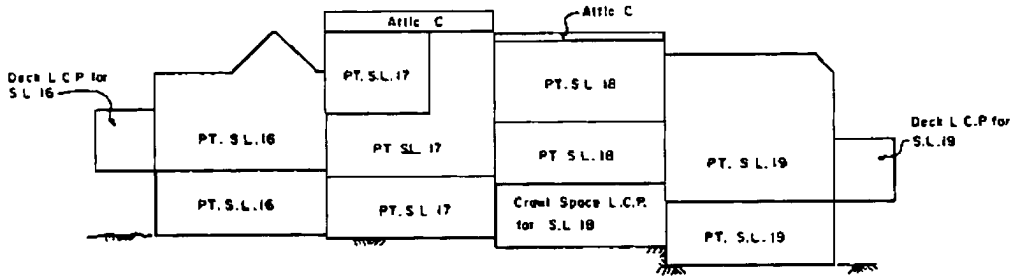 Attic C
Attic C
Deck L C P for
S L 16
PT. S.L. 17
PT. S L 18
Deck L C.P for
S.L. 19
PT. S L. 16
PT S L 17
PT. S L. 18
PT. S L. 19
PT. S.L. 16
PT. S L 17
Crawl Space L.C.P.
for S.L 18
PT. S.L. 19